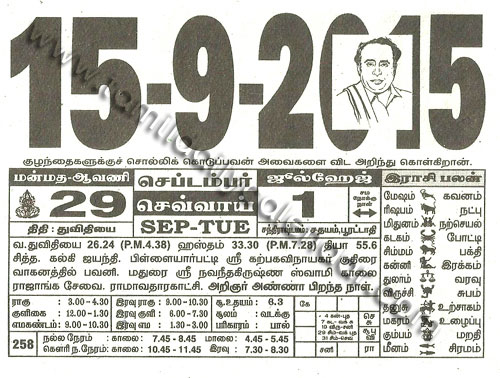 15-9-2015
குழந்தைகளுக்குச் சொல்லிக் கொடுப்பவன் அவைகளை விட அறிந்து கொள்கிறான்.
மன்மத-ஆவணி
29
திதி : துவிதியை
செப்டம்பர்
செவ்வாய்
SEP-TUE
ஜூல்ஹேஜ்
1
சம நோக்கு நாள்
சந்திராஷ்டமம் - சதயம்,பூரட்டாதி
வ.துவிதியை 26.24 (P.M.4.38) ஹஸ்தம் 33.30 (P.M.7.28) தியா 55.6
சித்த. கல்கி ஜயந்தி. பிள்ளையார்பட்டி ஸ்ரீ கற்பகவிநாயகர் குதிரை
வாகனத்தில் பவனி. மதுரை ஸ்ரீ நவநீதகிருஷ்ண ஸ்வாமி காலை
ராஜாங்க சேவை. ராமாவதாரகாட்சி. அறிஞர் அண்ணா பிறந்த நாள்.
ராகு : 3.00 - 4.30 இரவு ராகு : 9.00 - 10.30 சூ.உதயம் : 6.3
குளிகை : 12.00 - 1.30 இரவு குளி : 6.00 - 7.30 சூலம் : வடக்கு
எமகண்டம் : 9.00 - 10.30 இரவு எம : 1.30 - 3.00 பரிகாரம் : பால்
258
நல்ல நேரம் : காலை : 7.45 - 8.45 மாலை : 4.45 - 5.45
கௌரி ந.நேரம் : காலை : 10.45 - 11.45 இரவு : 7.30 - 8.30
கே
சனி
இராசி பலன்
மேஷம் கவனம்
ரிஷபம் நட்பு
மிதுனம் நற்செயல்
கடகம் போட்டி
சிம்மம் பக்தி
கன்னி இரக்கம்
துலாம் வரவு
விருச்சி சுபம்
தனுசு உற்சாகம்
மகரம் உழைப்பு
கும்பம் மறதி
மீனம் சிரமம்